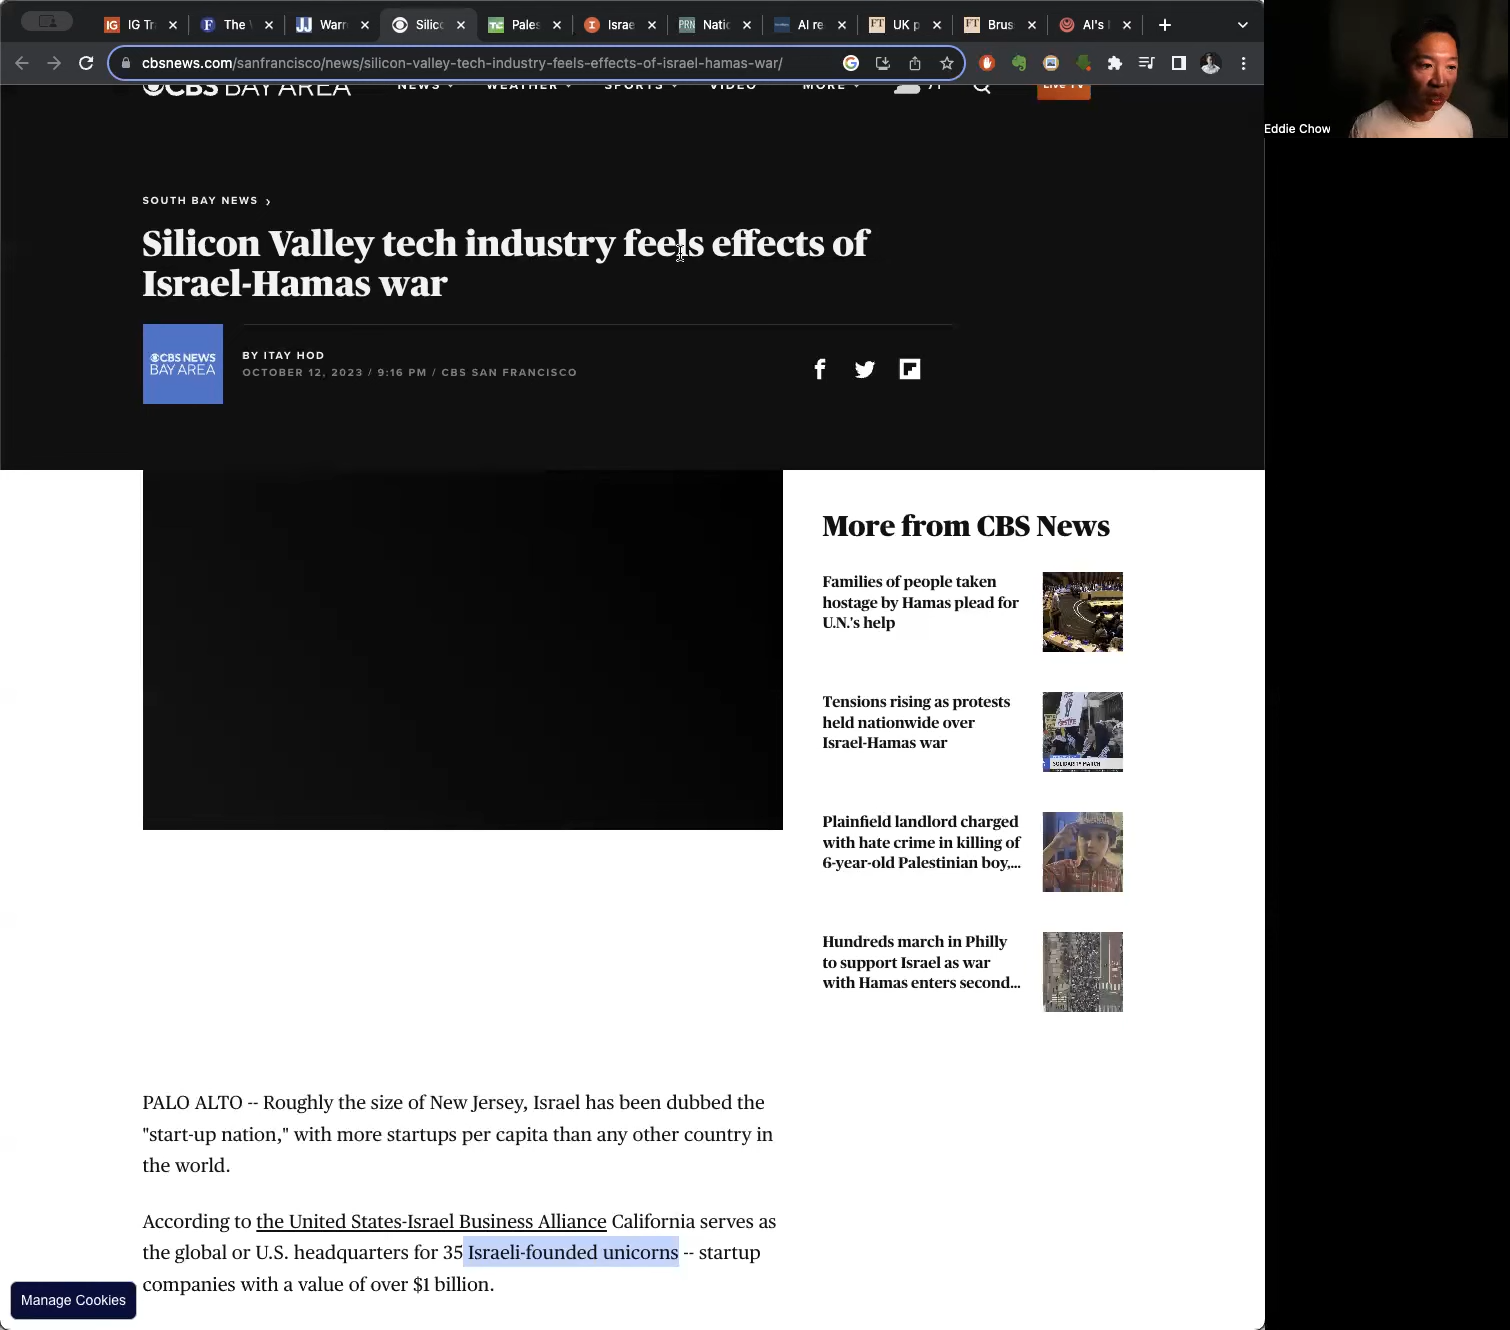 IG Tr
The
Warr
Silic
Pales
Israe
Natic
AI re
UK p
Brus
AI's
cbsnews.com/sanfrancisco/news/silicon-valley-tech-industry-feels-effects-of-israel-hamas-war/
Eddie Chow
CBS BAY AREA NEWS WEATHER SPORTS VIDEO MORE 71 Live TV
SOUTH BAY NEWS
Silicon Valley tech industry feels effects of
Israel-Hamas war
CBS NEWS
BAY AREA
BY ITAY HOD
OCTOBER 12, 2023 / 9:16 PM / CBS SAN FRANCISCO
More from CBS News
Families of people taken
hostage by Hamas plead for
U.N.'s help
Tensions rising as protests
held nationwide over
Israel-Hamas war
SOLIDARITY MARCH
Plainfield landlord charged
with hate crime in killing of
6-year-old Palestinian boy,...
Hundreds march in Philly
to support Israel as war
with Hamas enters second...
PALO ALTO -- Roughly the size of New Jersey, Israel has been dubbed the
"start-up nation," with more startups per capita than any other country in
the world.
According to the United States-Israel Business Alliance California serves as
the global or U.S. headquarters for 35 Israeli-founded unicorns -- startup
companies with a value of over $1 billion.
Manage Cookies